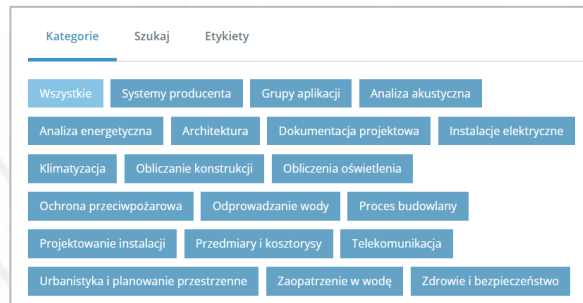 Kategorie Szukaj Etykiety
Wszystkie Systemy producenta Grupy aplikacji Analiza akustyczna
Analiza energetyczna Architektura Dokumentacja projektowa Instalacje elektryczne
Klimatyzacja Obliczanie konstrukcji Obliczenia oświetlenia
Ochrona przeciwpożarowa Odprowadzanie wody Proces budowlany
Projektowanie instalacji Przedmiary i kosztorysy Telekomunikacja
Urbanistyka i planowanie przestrzenne Zaopatrzenie w wodę Zdrowie i bezpieczeństwo